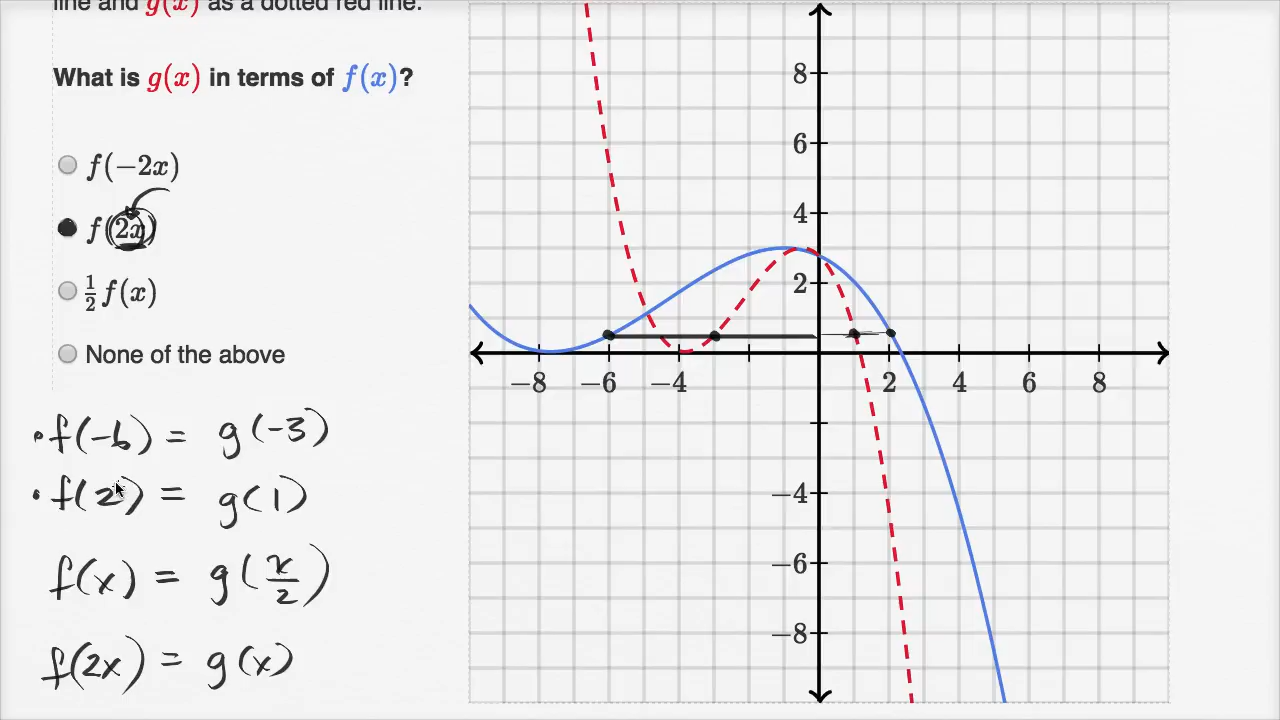 line and g(x) as a dotted red line.
What is g(x) in terms of f(x)?
f(−2x)
f(2x)
1/2 f(x)
None of the above
• f(-6) = g(-3)
• f(2) = g(1)
f(x) = g(x/2)
f(2x) = g(x)
8
6
4
2
−8 −6 −4 2 4 6 8
−4
−6
−8